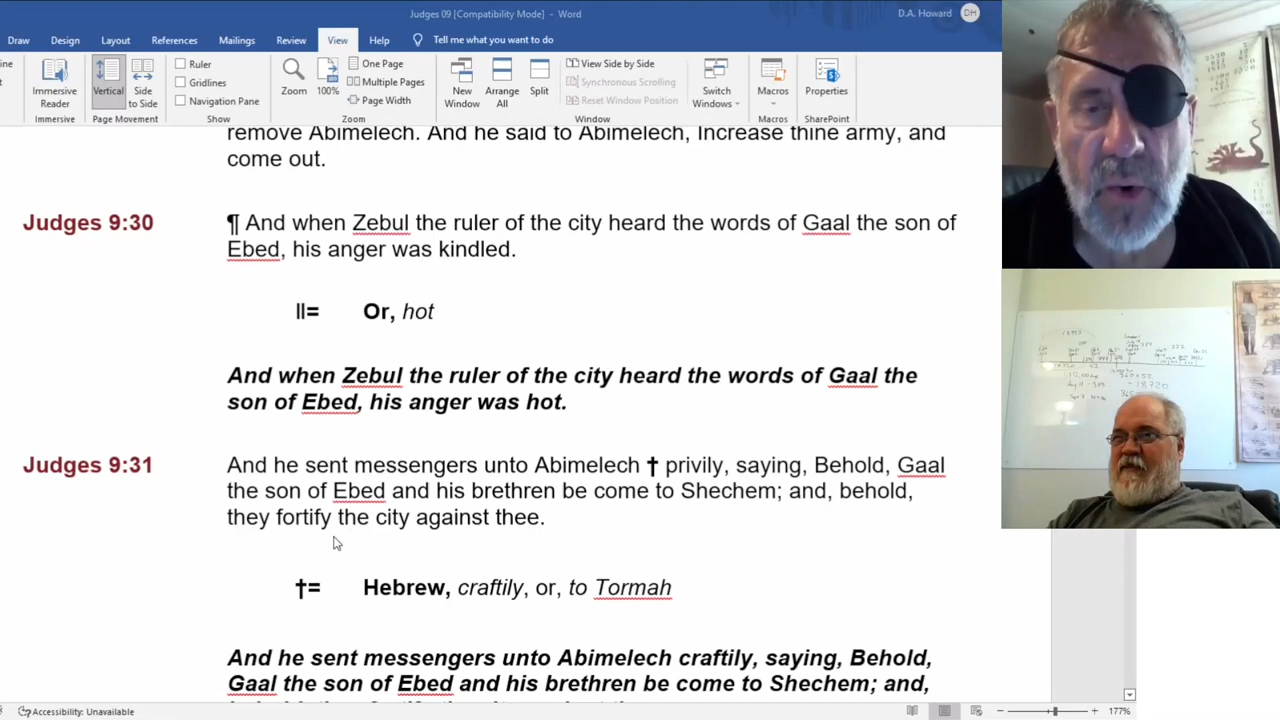 Judges 09 [Compatibility Mode] - Word
D.A. Howard DH
Draw Design Layout References Mailings Review View Help Tell me what you want to do
Immersive Reader
Immersive
Vertical
Side to Side
Page Movement
Ruler
Gridlines
Navigation Pane
Show
Zoom
100%
One Page
Multiple Pages
Page Width
Zoom
New Window
Arrange All
Split
View Side by Side
Synchronous Scrolling
Reset Window Position
Window
Switch Windows
Macros
Macros
Properties
SharePoint
remove Abimelech. And he said to Abimelech, Increase thine army, and
come out.
Judges 9:30 ¶ And when Zebul the ruler of the city heard the words of Gaal the son of
Ebed, his anger was kindled.
‖= Or, hot
And when Zebul the ruler of the city heard the words of Gaal the
son of Ebed, his anger was hot.
Judges 9:31 And he sent messengers unto Abimelech † privily, saying, Behold, Gaal
the son of Ebed and his brethren be come to Shechem; and, behold,
they fortify the city against thee.
†= Hebrew, craftily, or, to Tormah
And he sent messengers unto Abimelech craftily, saying, Behold,
Gaal the son of Ebed and his brethren be come to Shechem; and,
Accessibility: Unavailable
177%